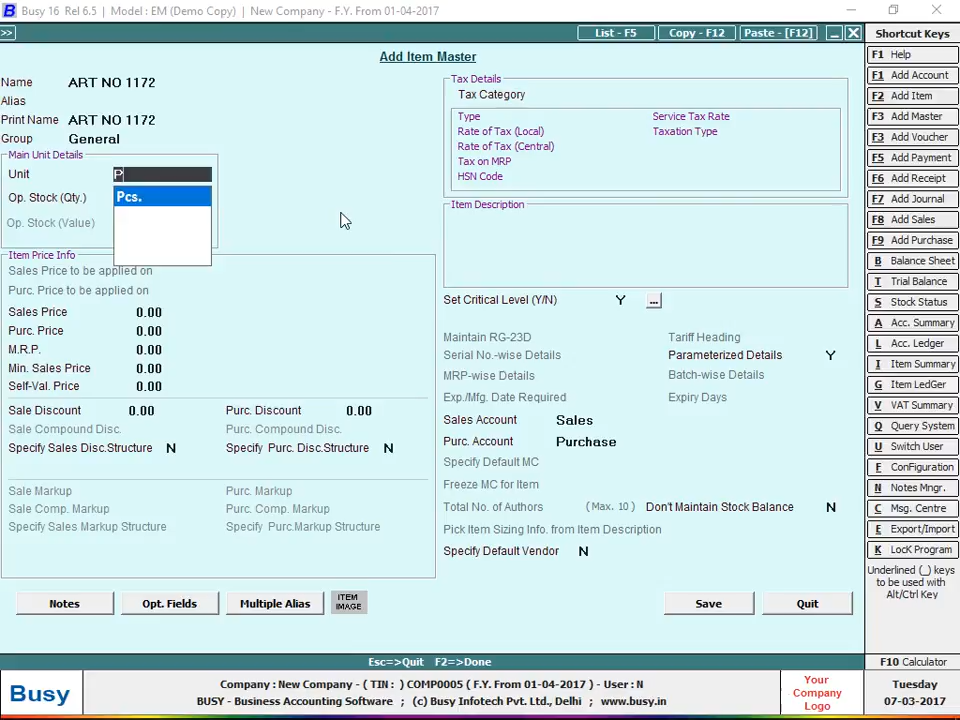 B Busy 16 Rel 6.5 | Model : EM (Demo Copy) | New Company - F.Y. From 01-04-2017
>> List - F5 Copy - F12 Paste - [F12]
Add Item Master
Name ART NO 1172
Alias
Print Name ART NO 1172
Group General
Main Unit Details
Unit P
Pcs.
Op. Stock (Qty.)
Op. Stock (Value)
Item Price Info
Sales Price to be applied on
Purc. Price to be applied on
Sales Price 0.00
Purc. Price 0.00
M.R.P. 0.00
Min. Sales Price 0.00
Self-Val. Price 0.00
Sale Discount 0.00 Purc. Discount 0.00
Sale Compound Disc. Purc. Compound Disc.
Specify Sales Disc.Structure N Specify Purc. Disc.Structure N
Sale Markup Purc. Markup
Sale Comp. Markup Purc. Comp. Markup
Specify Sales Markup Structure Specify Purc.Markup Structure
Tax Details
Tax Category
Type Service Tax Rate
Rate of Tax (Local) Taxation Type
Rate of Tax (Central)
Tax on MRP
HSN Code
Item Description
Set Critical Level (Y/N) Y ...
Maintain RG-23D Tariff Heading
Serial No.-wise Details Parameterized Details Y
MRP-wise Details Batch-wise Details
Exp./Mfg. Date Required Expiry Days
Sales Account Sales
Purc. Account Purchase
Specify Default MC
Freeze MC for Item
Total No. of Authors (Max. 10) Don't Maintain Stock Balance N
Pick Item Sizing Info. from Item Description
Specify Default Vendor N
Notes Opt. Fields Multiple Alias ITEM IMAGE Save Quit
Esc=>Quit F2=>Done
Busy
Company : New Company - ( TIN : ) COMP0005 ( F.Y. From 01-04-2017 ) - User : N
BUSY - Business Accounting Software ; (c) Busy Infotech Pvt. Ltd., Delhi ; www.busy.in
Your
Company
Logo
Shortcut Keys
F1 Help
F1 Add Account
F2 Add Item
F3 Add Master
F3 Add Voucher
F5 Add Payment
F6 Add Receipt
F7 Add Journal
F8 Add Sales
F9 Add Purchase
B Balance Sheet
T Trial Balance
S Stock Status
A Acc. Summary
L Acc. Ledger
I Item Summary
G Item LedGer
V VAT Summary
Q Query System
U Switch User
F ConFiguration
N Notes Mngr.
C Msg. Centre
E Export/Import
K LocK Program
Underlined (_) keys
to be used with
Alt/Ctrl Key
F10 Calculator
Tuesday
07-03-2017